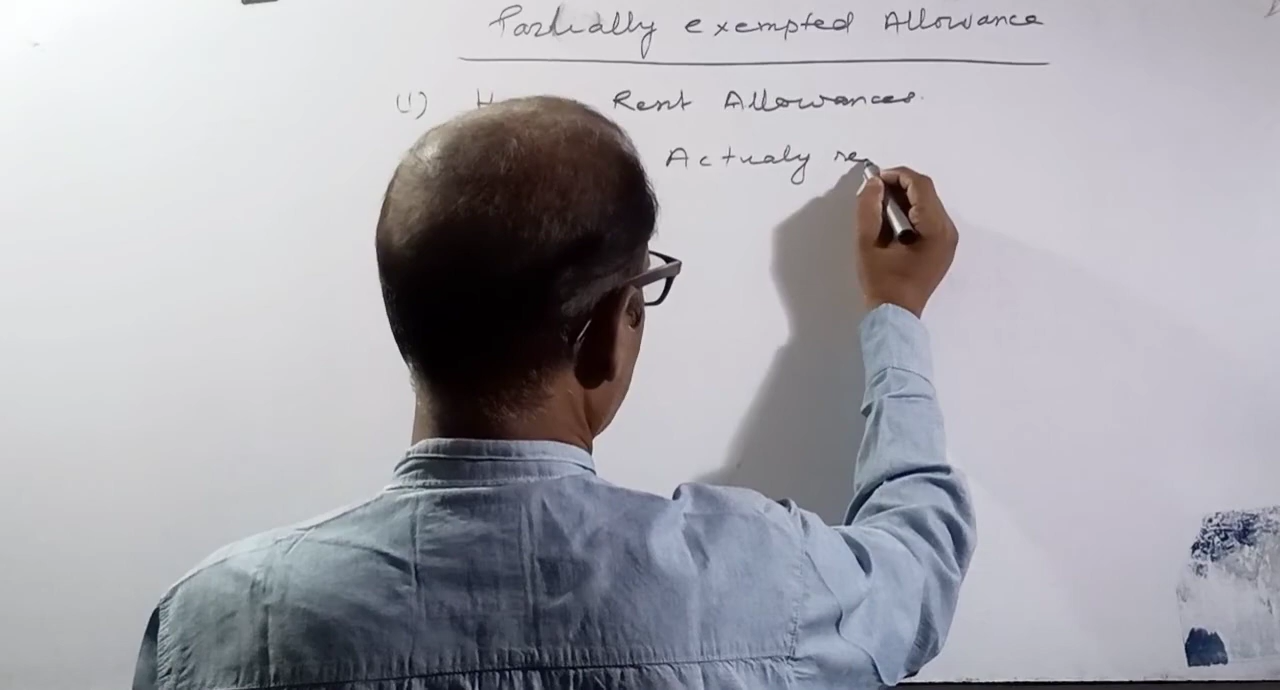 Partially exempted Allowance
(1) H Rent Allowances.
Actualy re